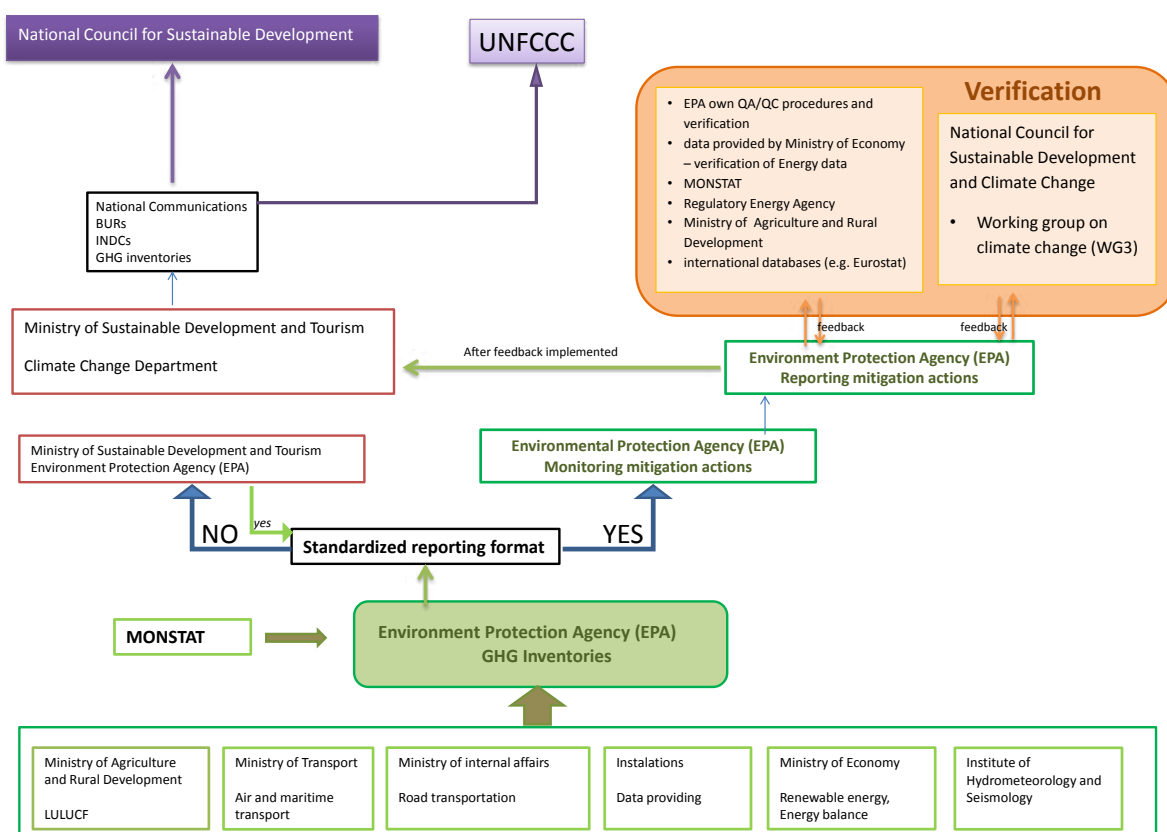 National Council for Sustainable Development
UNFCCC
Verification
• EPA own QA/QC procedures and
verification
• data provided by Ministry of Economy
– verification of Energy data
• MONSTAT
• Regulatory Energy Agency
• Ministry of Agriculture and Rural
Development
• international databases (e.g. Eurostat)
National Council for
Sustainable Development
and Climate Change
• Working group on
climate change (WG3)
National Communications
BURs
INDCs
GHG inventories
feedback
feedback
Ministry of Sustainable Development and Tourism
Climate Change Department
After feedback implemented
Environment Protection Agency (EPA)
Reporting mitigation actions
Ministry of Sustainable Development and Tourism
Environment Protection Agency (EPA)
Environmental Protection Agency (EPA)
Monitoring mitigation actions
NO
yes
Standardized reporting format
YES
MONSTAT
Environment Protection Agency (EPA)
GHG Inventories
Ministry of Agriculture
and Rural Development
LULUCF
Ministry of Transport
Air and maritime
transport
Ministry of internal affairs
Road transportation
Instalations
Data providing
Ministry of Economy
Renewable energy,
Energy balance
Institute of
Hydrometeorology and
Seismology